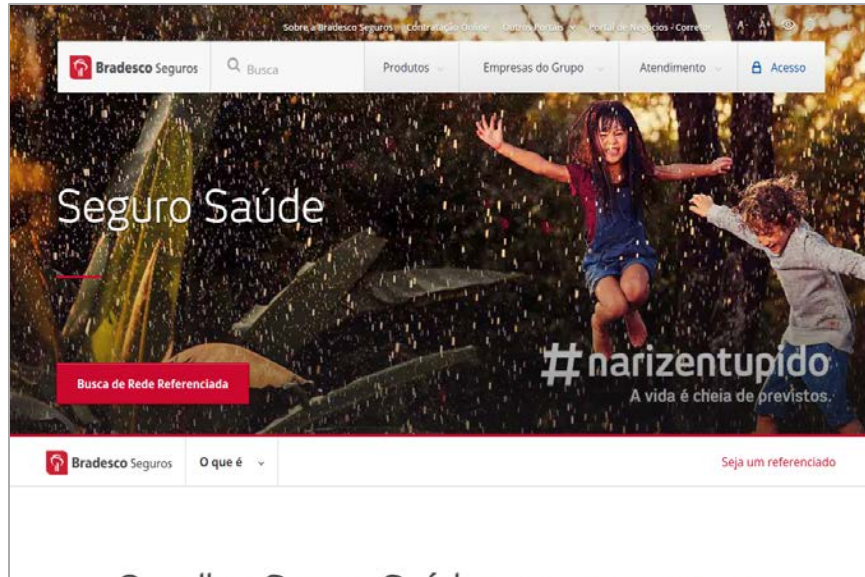 Sobre a Bradesco Seguros Contratação Online Outros Portais Portal de Negócios - Corretor A- A+
Bradesco Seguros Busca Produtos Empresas do Grupo Atendimento Acesso
Seguro Saúde
#narizentupido
Busca de Rede Referenciada
A vida é cheia de previstos.
Bradesco Seguros O que é Seja um referenciado